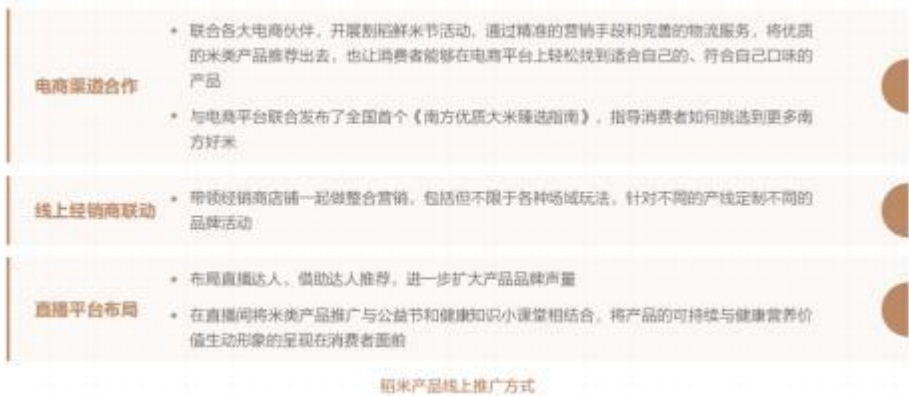 电商渠道合作
• 联合各大电商伙伴，开展割稻鲜米节活动，通过精准的营销手段和完善的物流服务，将优质
的米类产品推荐出去，也让消费者能够在电商平台上轻松找到适合自己的、符合自己口味的
产品
• 与电商平台联合发布了全国首个《南方优质大米臻选指南》，指导消费者如何挑选到更多南
方好米
线上经销商联动
• 带领经销商店铺一起做整合营销，包括但不限于各种场域玩法，针对不同的产线定制不同的
品牌活动
直播平台布局
• 布局直播达人，借助达人推荐，进一步扩大产品品牌声量
• 在直播间将米类产品推广与公益节和健康知识小课堂相结合，将产品的可持续与健康营养价
值生动形象的呈现在消费者面前
稻米产品线上推广方式